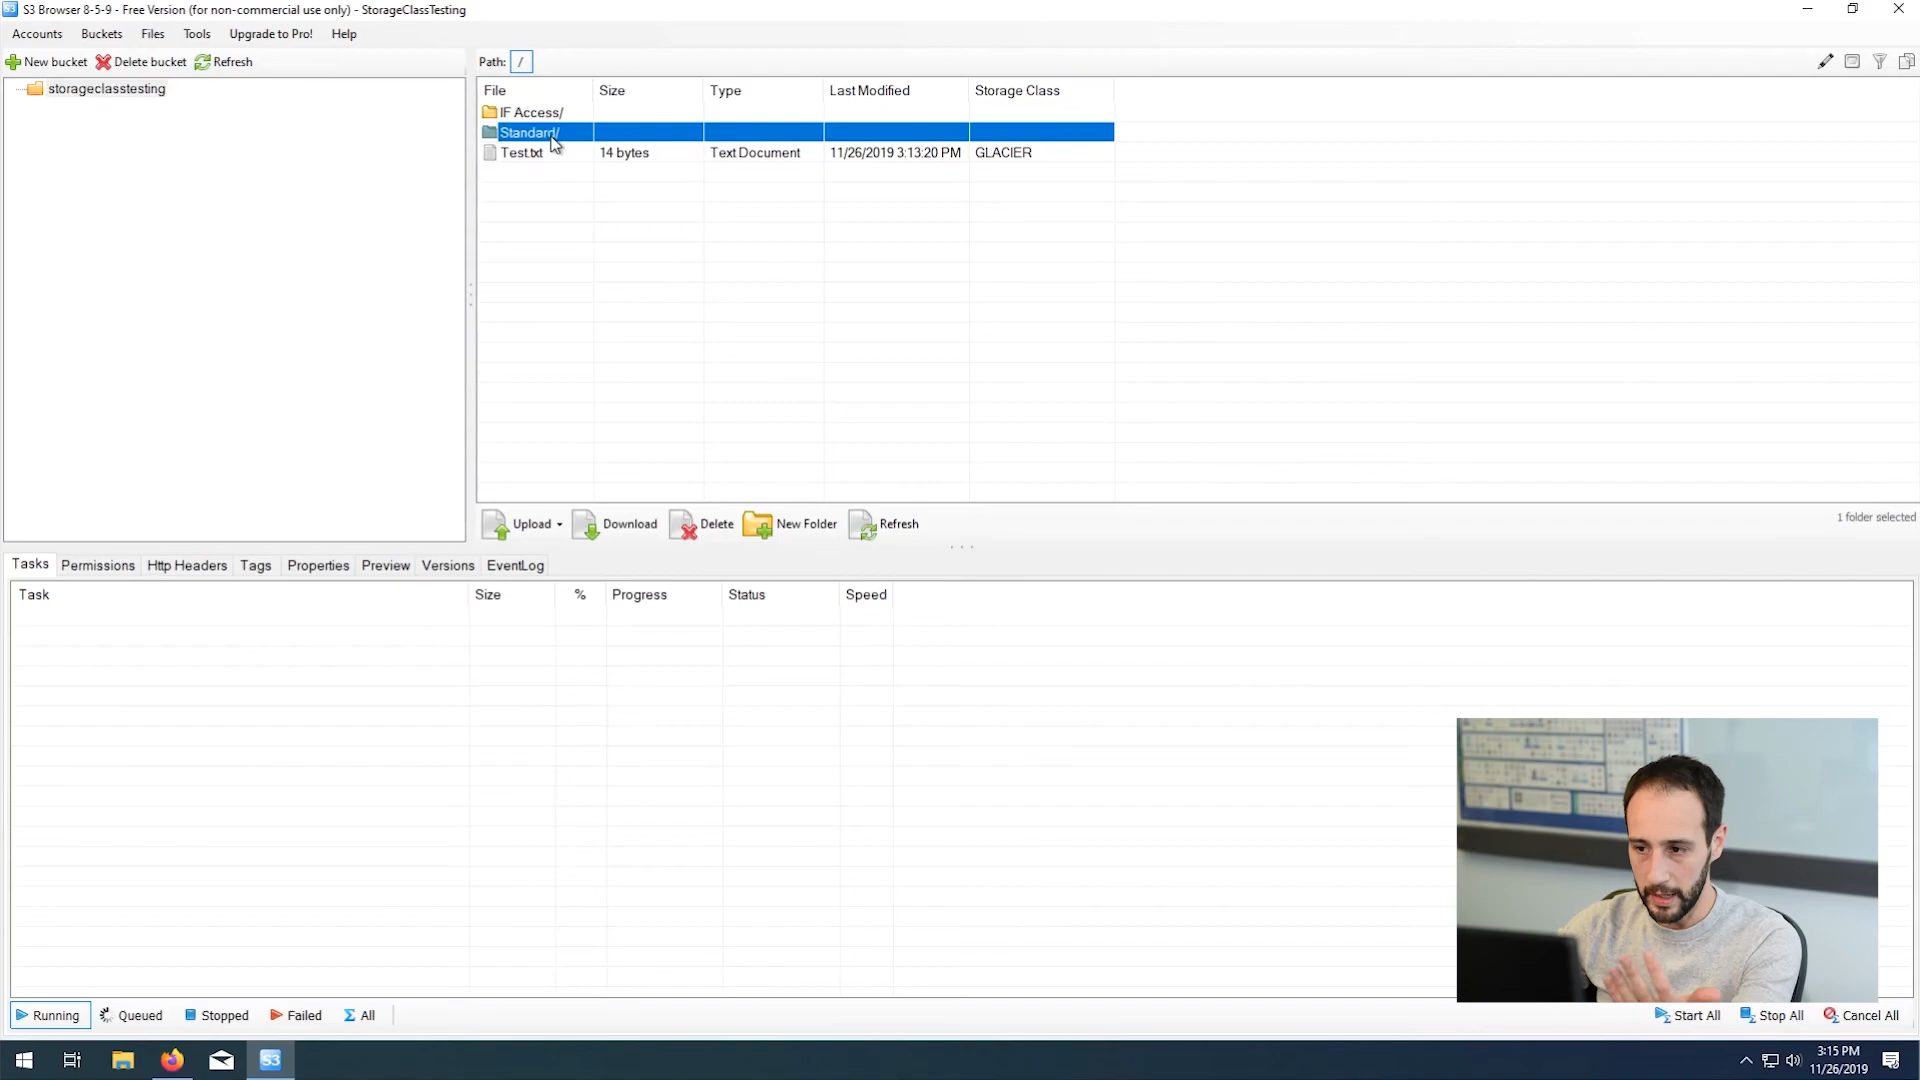 S3 Browser 8-5-9 - Free Version (for non-commercial use only) - StorageClassTesting
Accounts Buckets Files Tools Upgrade to Pro! Help
New bucket Delete bucket Refresh Path: /
storageclasstesting
File Size Type Last Modified Storage Class
IF Access/
Standard/
Test.txt 14 bytes Text Document 11/26/2019 3:13:20 PM GLACIER
Upload Download Delete New Folder Refresh 1 folder selected
Tasks Permissions Http Headers Tags Properties Preview Versions EventLog
Task Size % Progress Status Speed
Running Queued Stopped Failed All Start All Stop All Cancel All
S3
3:15 PM
11/26/2019